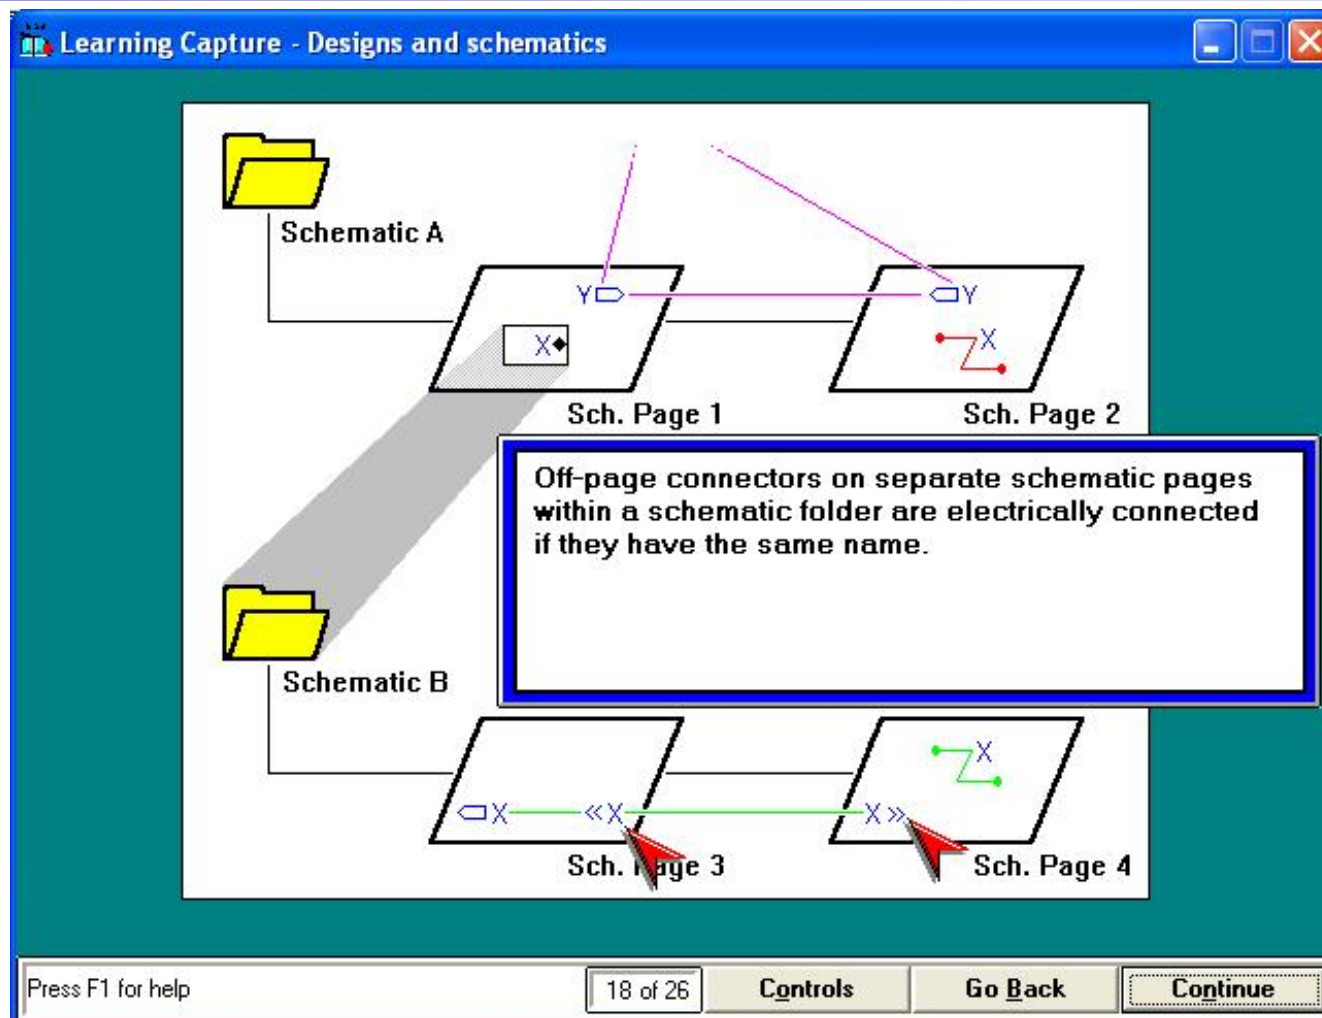 Learning Capture - Designs and schematics
Schematic A
Y
Y
X
X
Sch. Page 1
Sch. Page 2
Off-page connectors on separate schematic pages
within a schematic folder are electrically connected
if they have the same name.
Schematic B
X
X
X
X
Sch. Page 3
Sch. Page 4
Press F1 for help
18 of 26
Controls
Go Back
Continue